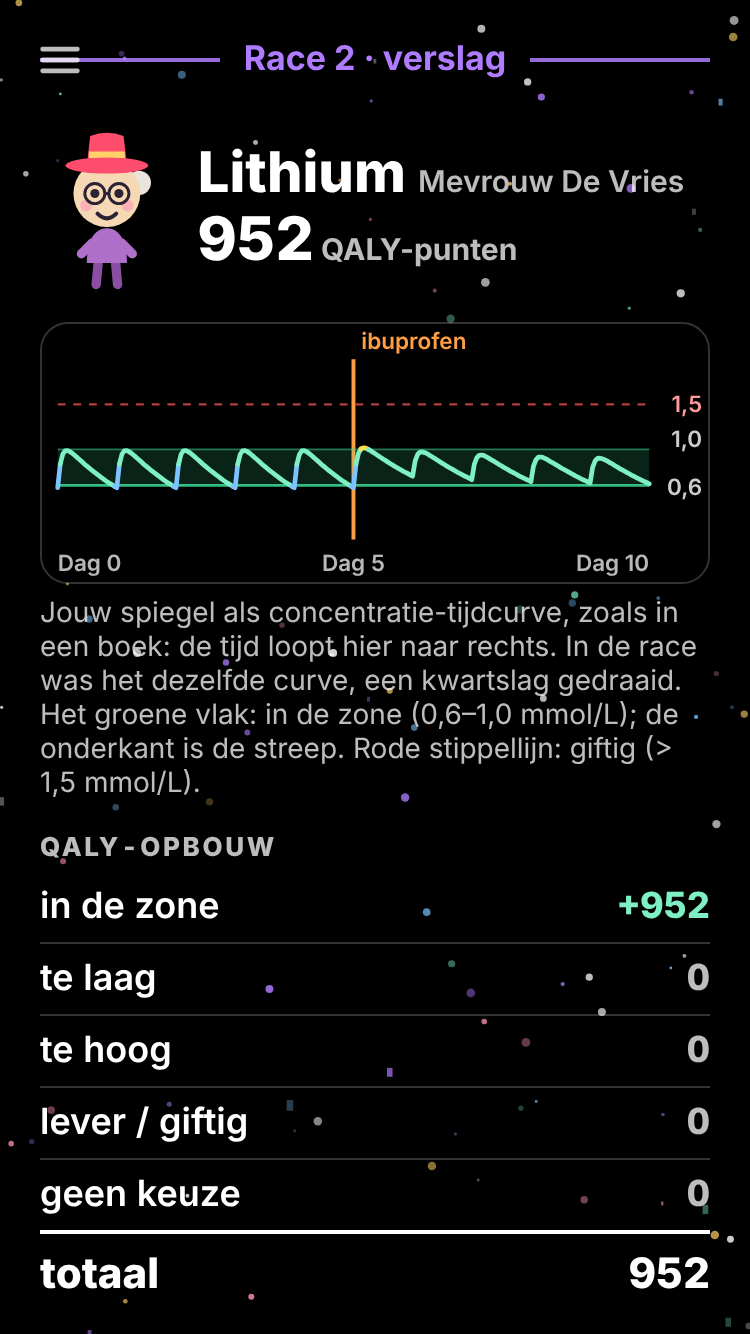 Race 2 · verslag
Lithium Mevrouw De Vries
952 QALY-punten
ibuprofen
1,5
1,0
0,6
Dag 0 Dag 5 Dag 10
Jouw spiegel als concentratie-tijdcurve, zoals in
een boek: de tijd loopt hier naar rechts. In de race
was het dezelfde curve, een kwartslag gedraaid.
Het groene vlak: in de zone (0,6–1,0 mmol/L); de
onderkant is de streep. Rode stippellijn: giftig (>
1,5 mmol/L).
QALY-OPBOUW
in de zone +952
te laag 0
te hoog 0
lever / giftig 0
geen keuze 0
totaal 952